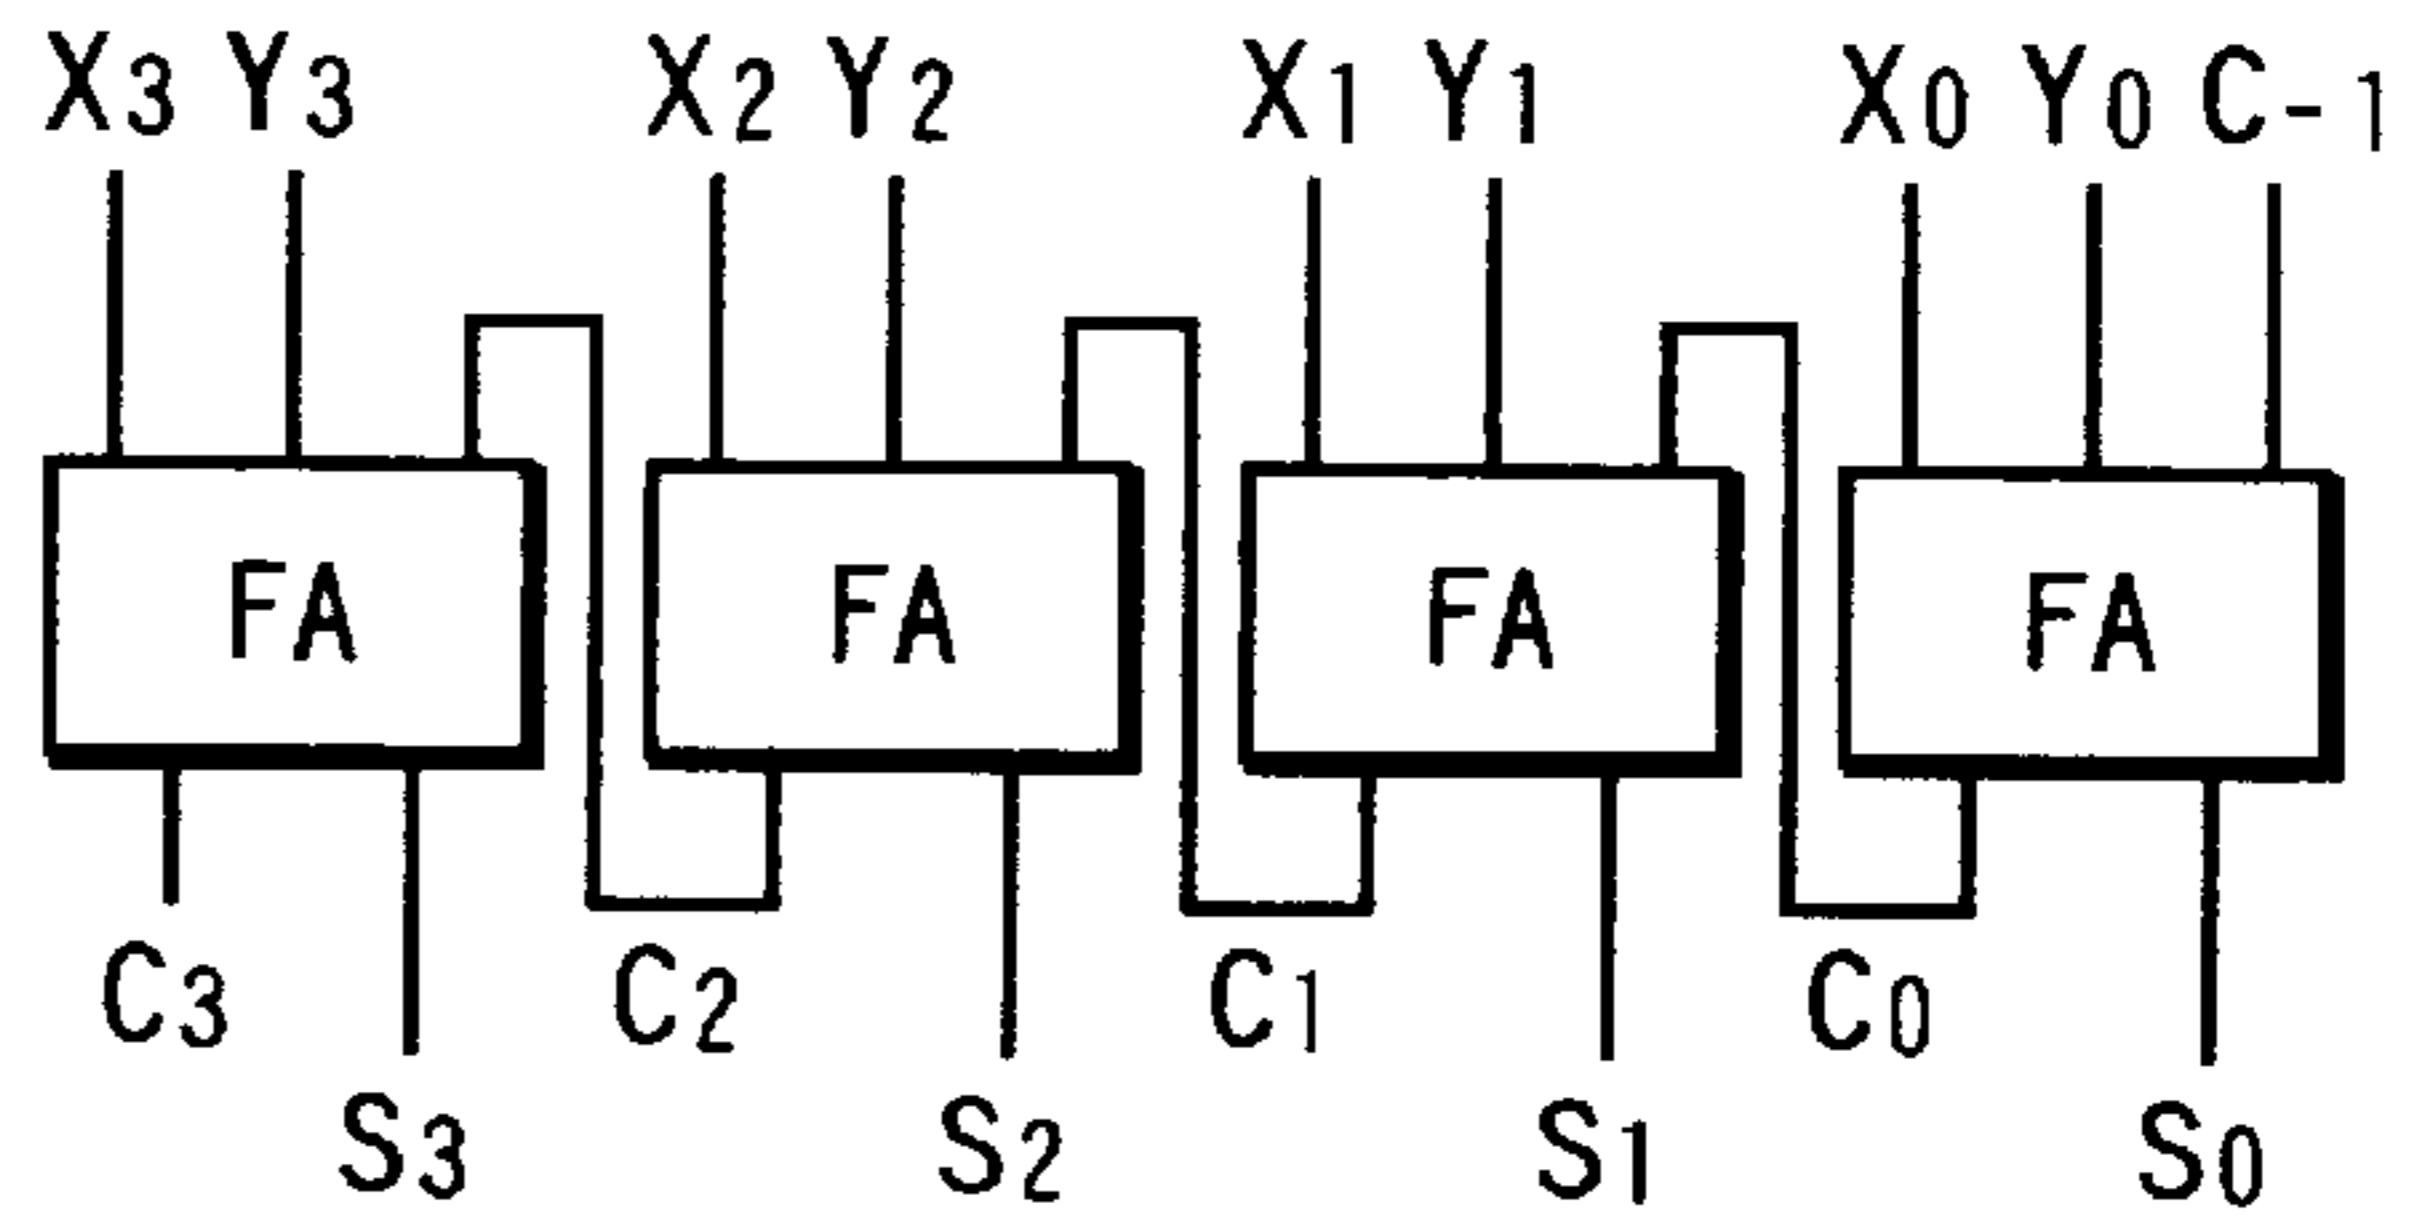 X3 Y3 X2 Y2 X1 Y1 X0 Y0 C-1
FA FA FA FA
C3 C2 C1 C0
S3 S2 S1 S0